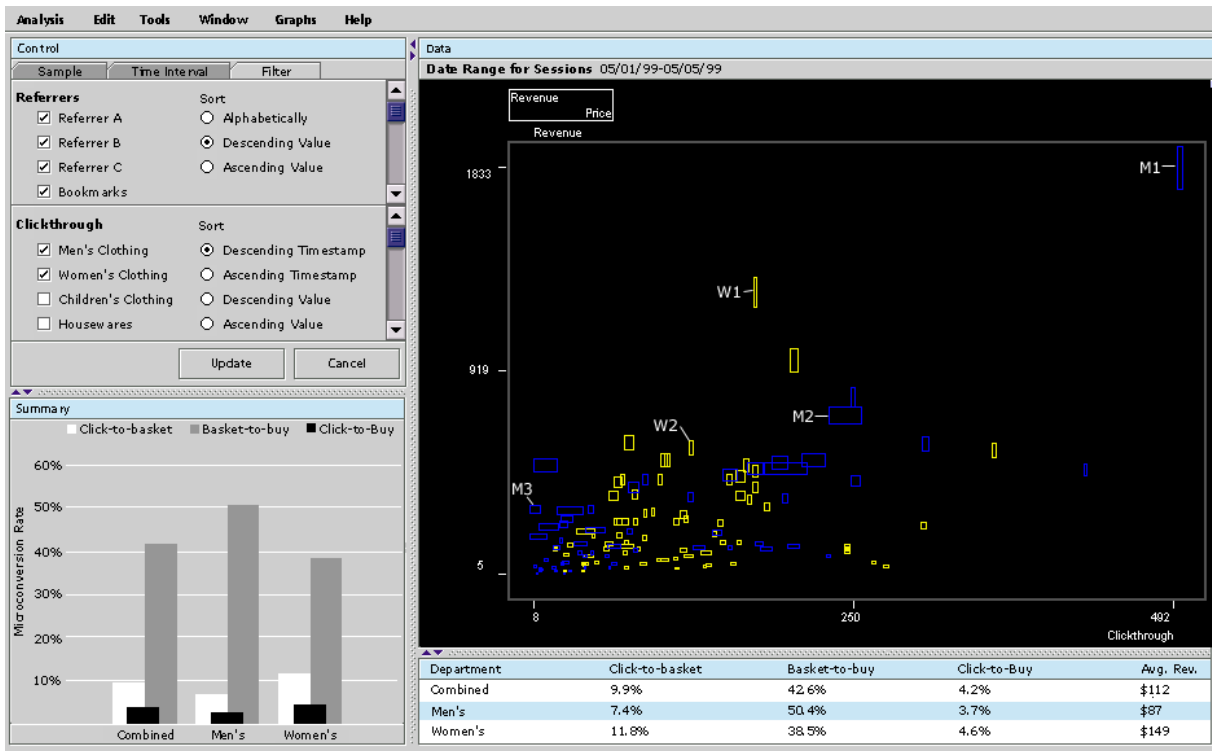 Analysis Edit Tools Window Graphs Help
Control
Sample Time Interval Filter
Referrers Sort
Referrer A Alphabetically
Referrer B Descending Value
Referrer C Ascending Value
Bookmarks
Clickthrough Sort
Men's Clothing Descending Timestamp
Women's Clothing Ascending Timestamp
Children's Clothing Descending Value
Housewares Ascending Value
Update Cancel
Summary
Click-to-basket Basket-to-buy Click-to-Buy
Microconversion Rate
60%
50%
40%
30%
20%
10%
Combined Men's Women's
Data
Date Range for Sessions 05/01/99-05/05/99
Revenue
Price
Revenue
1833
M1
W1
919
M2
W2
M3
5
8 250 492
Clickthrough
Department Click-to-basket Basket-to-buy Click-to-Buy Avg. Rev.
Combined 9.9% 42.6% 4.2% $112
Men's 7.4% 50.4% 3.7% $87
Women's 11.8% 38.5% 4.6% $149